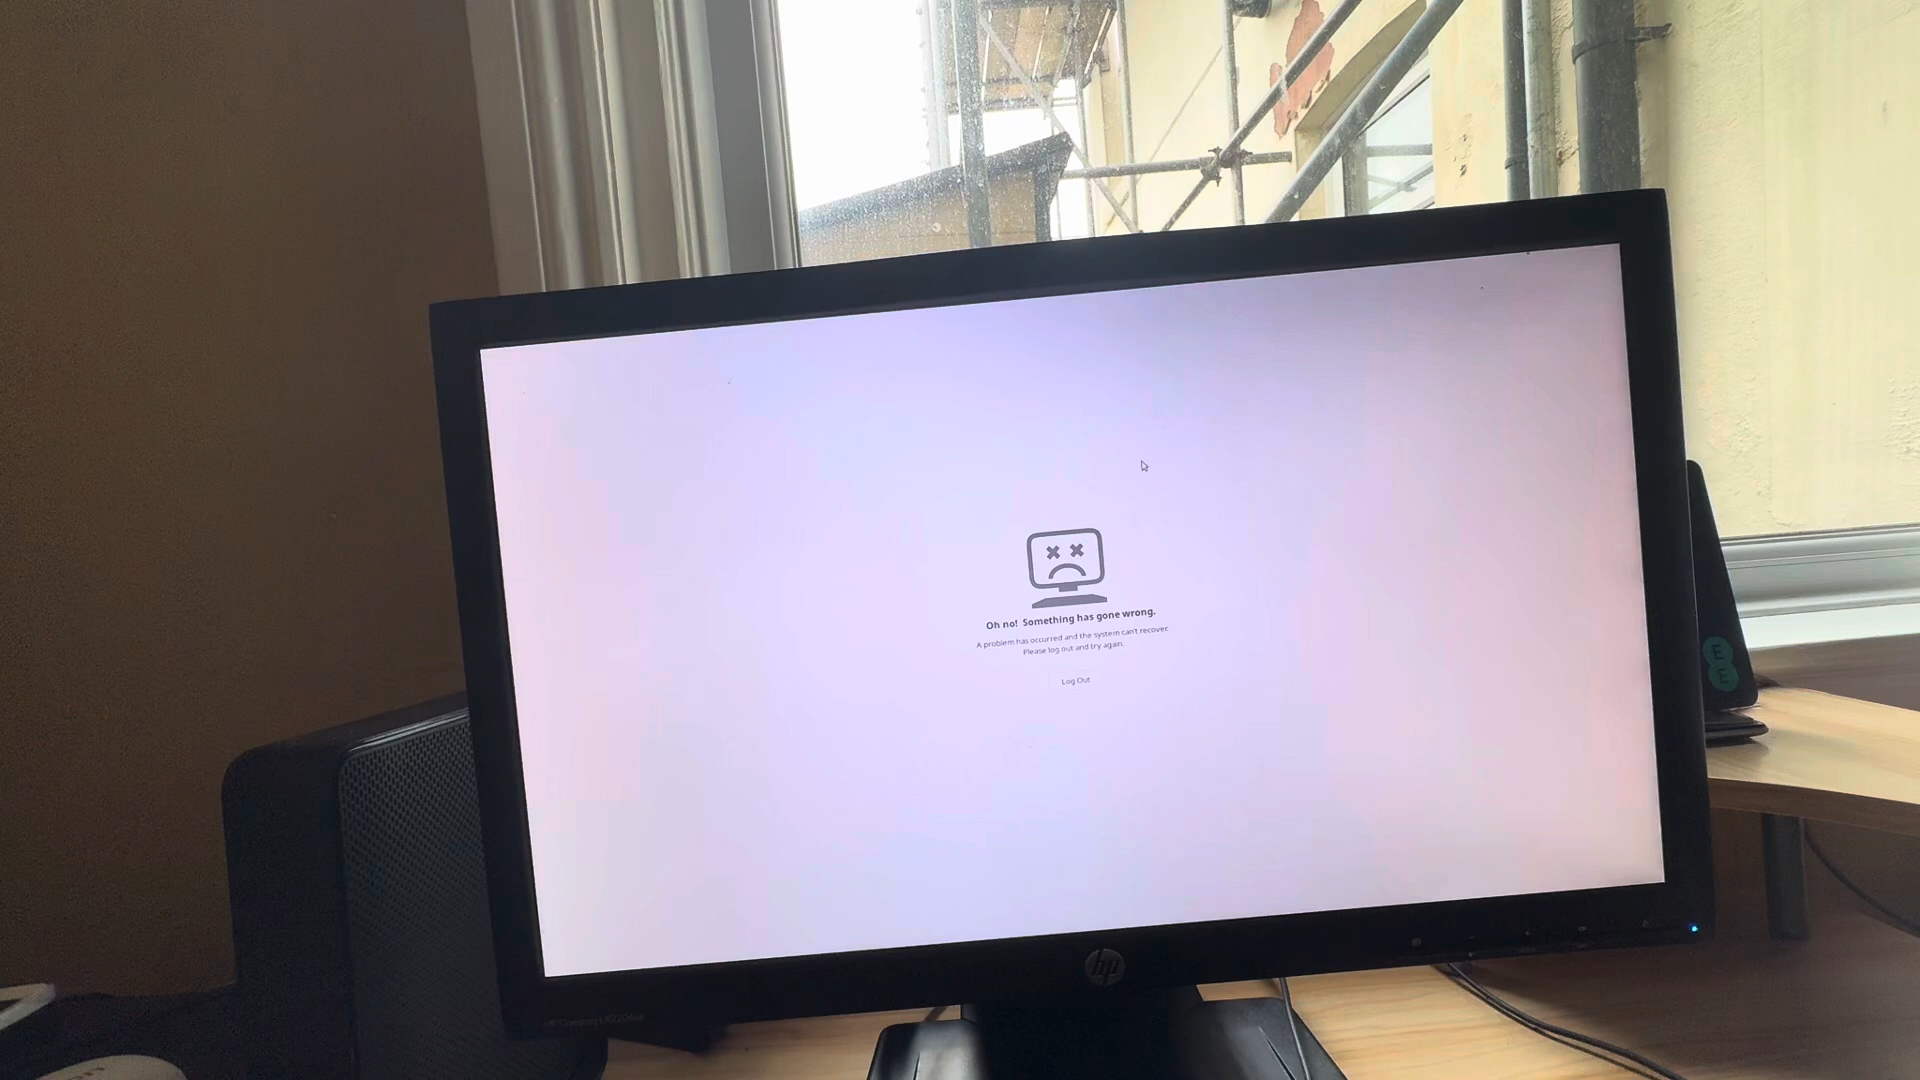 Oh no! Something has gone wrong.
A problem has occurred and the system can't recover.
Please log out and try again.
Log Out
E
E
hp